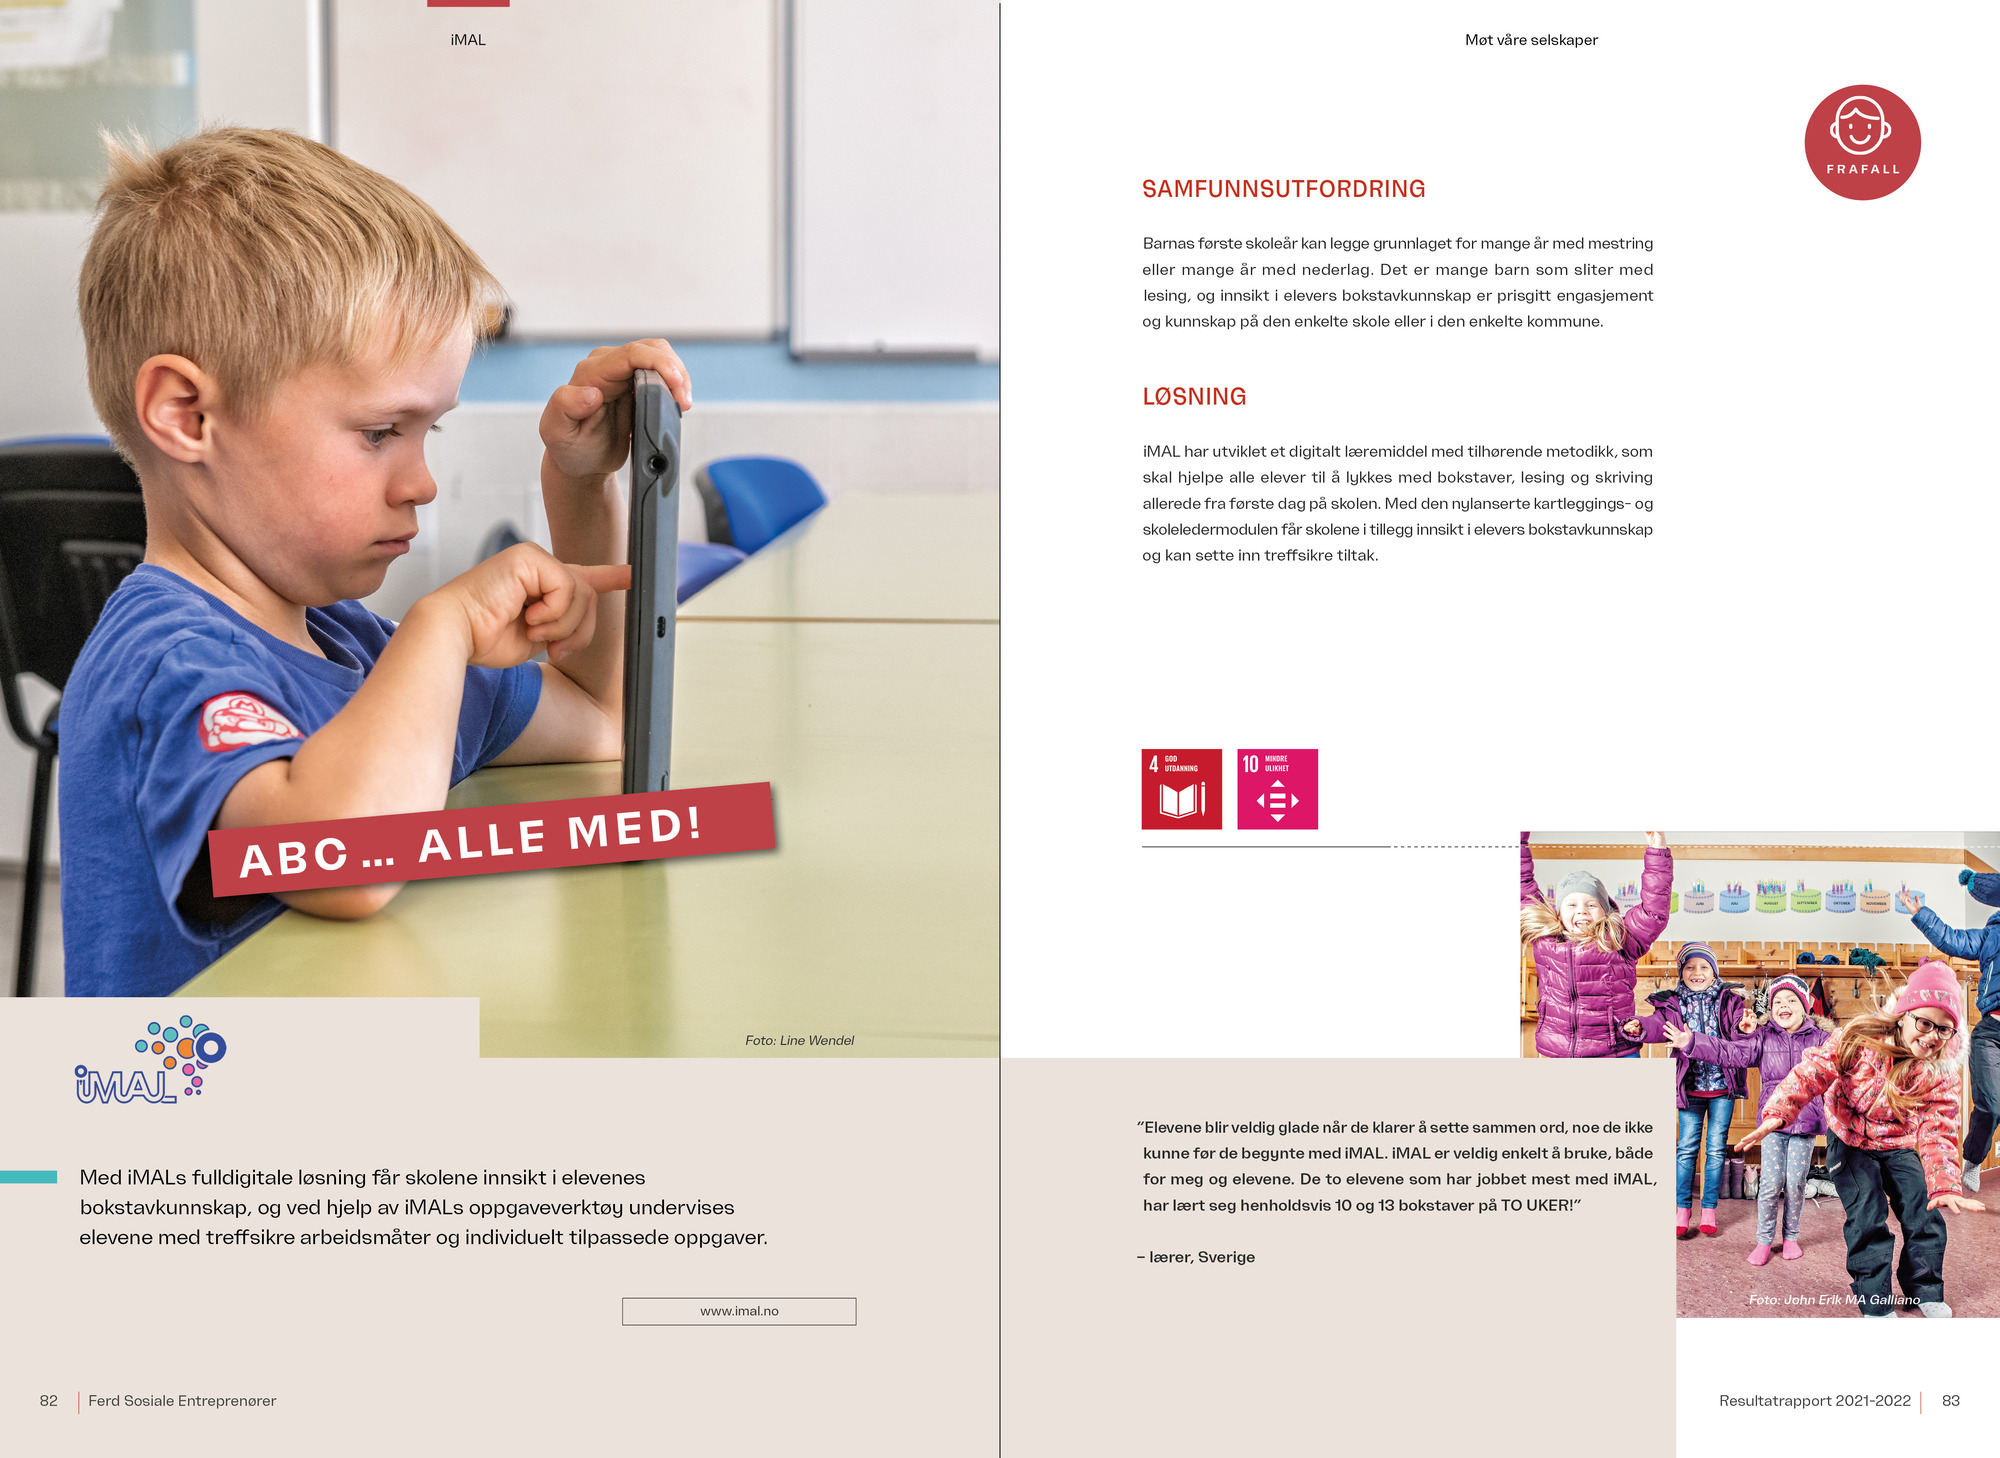 iMAL
ABC ... ALLE MED!
Foto: Line Wendel
iMAL
Med iMALs fulldigitale løsning får skolene innsikt i elevenes
bokstavkunnskap, og ved hjelp av iMALs oppgaveverktøy undervises
elevene med treffsikre arbeidsmåter og individuelt tilpassede oppgaver.
www.imal.no
82
Ferd Sosiale Entreprenører
Møt våre selskaper
FRAFALL
SAMFUNNSUTFORDRING
Barnas første skoleår kan legge grunnlaget for mange år med mestring
eller mange år med nederlag. Det er mange barn som sliter med
lesing, og innsikt i elevers bokstavkunnskap er prisgitt engasjement
og kunnskap på den enkelte skole eller i den enkelte kommune.
LØSNING
iMAL har utviklet et digitalt læremiddel med tilhørende metodikk, som
skal hjelpe alle elever til å lykkes med bokstaver, lesing og skriving
allerede fra første dag på skolen. Med den nylanserte kartleggings- og
skoleledermodulen får skolene i tillegg innsikt i elevers bokstavkunnskap
og kan sette inn treffsikre tiltak.
4 GOD
UTDANNING
10 MINDRE
ULIKHET
JUNI
JULI
AUGUST
SEPTEMBER
OKTOBER
NOVEMBER
“Elevene blir veldig glade når de klarer å sette sammen ord, noe de ikke
kunne før de begynte med iMAL. iMAL er veldig enkelt å bruke, både
for meg og elevene. De to elevene som har jobbet mest med iMAL,
har lært seg henholdsvis 10 og 13 bokstaver på TO UKER!”
– lærer, Sverige
Foto: John Erik MA Galliano
Resultatrapport 2021-2022
83